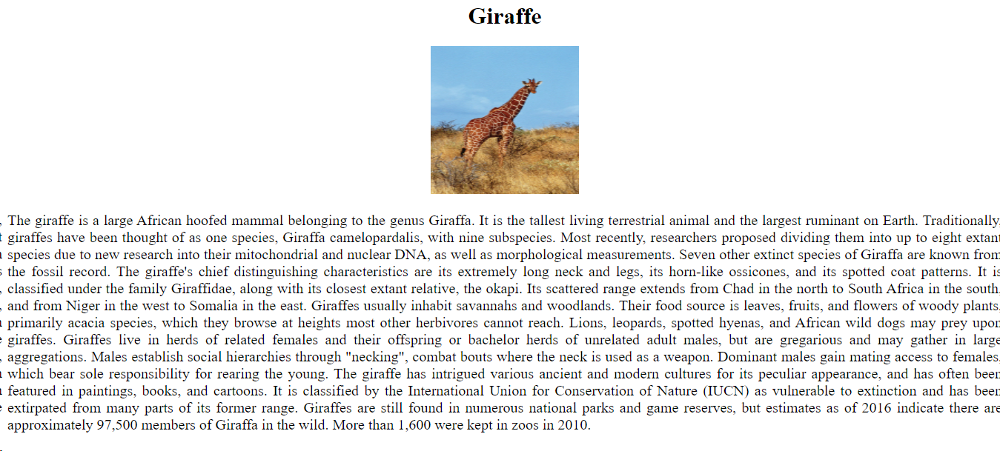 Giraffe
The giraffe is a large African hoofed mammal belonging to the genus Giraffa. It is the tallest living terrestrial animal and the largest ruminant on Earth. Traditionally,
giraffes have been thought of as one species, Giraffa camelopardalis, with nine subspecies. Most recently, researchers proposed dividing them into up to eight extant
species due to new research into their mitochondrial and nuclear DNA, as well as morphological measurements. Seven other extinct species of Giraffa are known from
the fossil record. The giraffe's chief distinguishing characteristics are its extremely long neck and legs, its horn-like ossicones, and its spotted coat patterns. It is
classified under the family Giraffidae, along with its closest extant relative, the okapi. Its scattered range extends from Chad in the north to South Africa in the south,
and from Niger in the west to Somalia in the east. Giraffes usually inhabit savannahs and woodlands. Their food source is leaves, fruits, and flowers of woody plants,
primarily acacia species, which they browse at heights most other herbivores cannot reach. Lions, leopards, spotted hyenas, and African wild dogs may prey upon
giraffes. Giraffes live in herds of related females and their offspring or bachelor herds of unrelated adult males, but are gregarious and may gather in large
aggregations. Males establish social hierarchies through "necking", combat bouts where the neck is used as a weapon. Dominant males gain mating access to females,
which bear sole responsibility for rearing the young. The giraffe has intrigued various ancient and modern cultures for its peculiar appearance, and has often been
featured in paintings, books, and cartoons. It is classified by the International Union for Conservation of Nature (IUCN) as vulnerable to extinction and has been
extirpated from many parts of its former range. Giraffes are still found in numerous national parks and game reserves, but estimates as of 2016 indicate there are
approximately 97,500 members of Giraffa in the wild. More than 1,600 were kept in zoos in 2010.